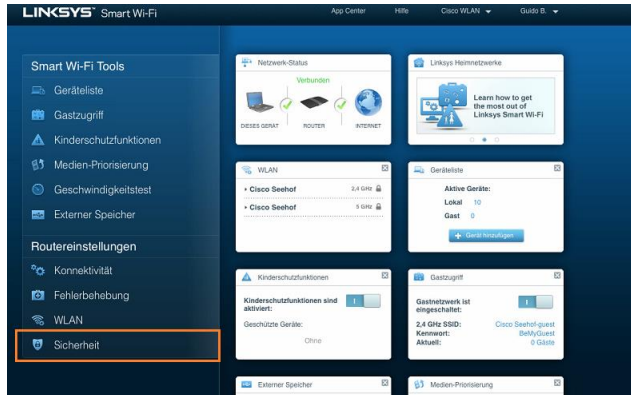 LINKSYS Smart Wi-Fi
App Center Hilfe Cisco WLAN Guido B.
Smart Wi-Fi Tools
Geräteliste
Gastzugriff
Kinderschutzfunktionen
Medien-Priorisierung
Geschwindigkeitstest
Externer Speicher
Routereinstellungen
Konnektivität
Fehlerbehebung
WLAN
Sicherheit
Netzwerk-Status
Verbunden
DIESES GERÄT ROUTER INTERNET
Linksys Heimnetzwerke
Learn how to get
the most out of
Linksys Smart Wi-Fi
WLAN
Cisco Seehof 2,4 GHz
Cisco Seehof 5 GHz
Geräteliste
Aktive Geräte:
Lokal 10
Gast 0
Gerät hinzufügen
Kinderschutzfunktionen
Kinderschutzfunktionen sind
aktiviert:
Geschützte Geräte:
Ohne
Gastzugriff
Gastnetzwerk ist
eingeschaltet:
2,4 GHz SSID: Cisco Seehof-guest
Kennwort: BeMyGuest
Aktuell: 0 Gäste
Externer Speicher
Medien-Priorisierung